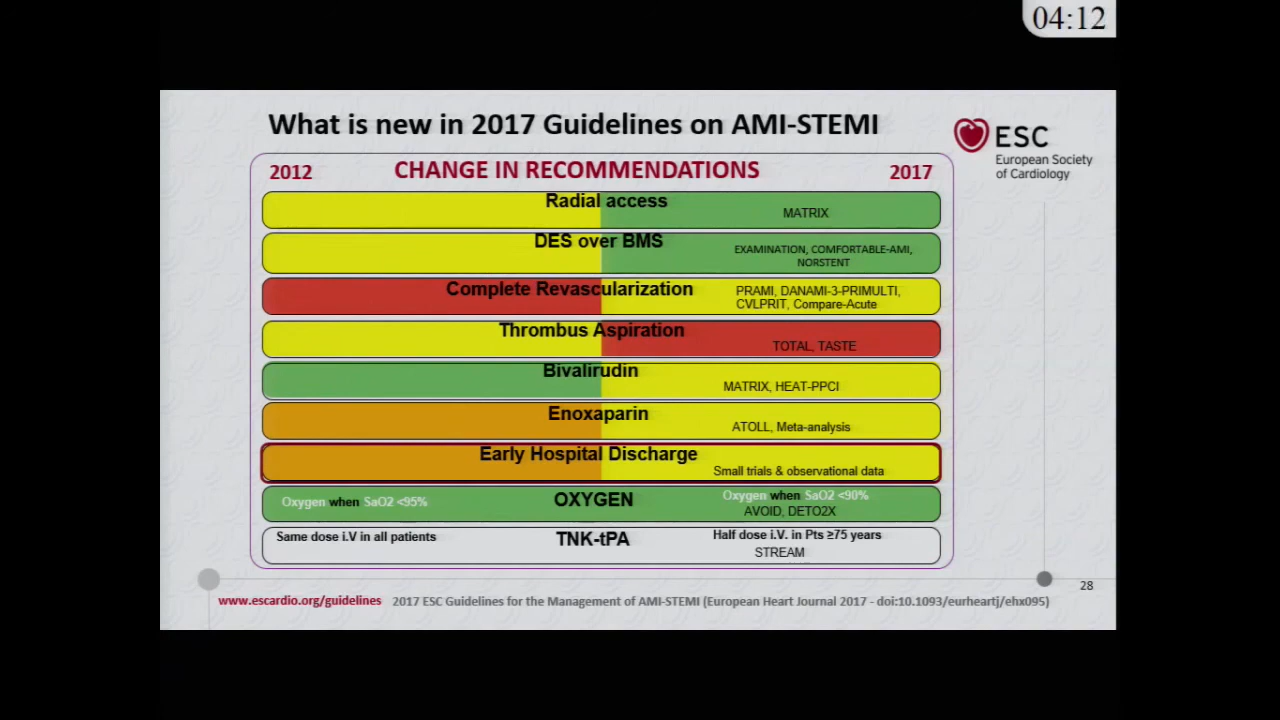 04:12
What is new in 2017 Guidelines on AMI-STEMI
ESC
European Society
of Cardiology
2012
CHANGE IN RECOMMENDATIONS
2017
Radial access
MATRIX
DES over BMS
EXAMINATION, COMFORTABLE-AMI,
NORSTENT
Complete Revascularization
PRAMI, DANAMI-3-PRIMULTI,
CVLPRIT, Compare-Acute
Thrombus Aspiration
TOTAL, TASTE
Bivalirudin
MATRIX, HEAT-PPCI
Enoxaparin
ATOLL, Meta-analysis
Early Hospital Discharge
Small trials & observational data
Oxygen when SaO2 <95%
OXYGEN
Oxygen when SaO2 <90%
AVOID, DETO2X
Same dose i.V in all patients
TNK-tPA
Half dose i.V. in Pts ≥75 years
STREAM
28
www.escardio.org/guidelines 2017 ESC Guidelines for the Management of AMI-STEMI (European Heart Journal 2017 - doi:10.1093/eurheartj/ehx095)